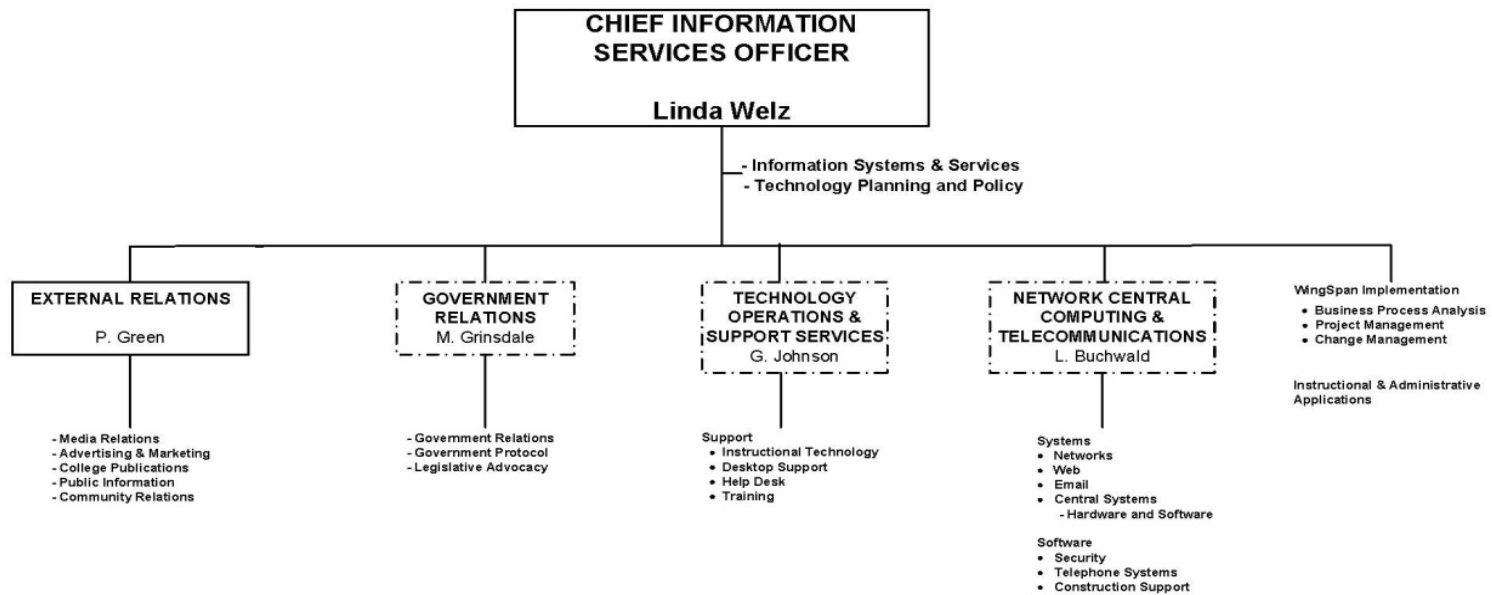 CHIEF INFORMATION
SERVICES OFFICER
Linda Welz
- Information Systems & Services
- Technology Planning and Policy
EXTERNAL RELATIONS
P. Green
- Media Relations
- Advertising & Marketing
- College Publications
- Public Information
- Community Relations
GOVERNMENT
RELATIONS
M. Grinsdale
- Government Relations
- Government Protocol
- Legislative Advocacy
TECHNOLOGY
OPERATIONS &
SUPPORT SERVICES
G. Johnson
Support
• Instructional Technology
• Desktop Support
• Help Desk
• Training
NETWORK CENTRAL
COMPUTING &
TELECOMMUNICATIONS
L. Buchwald
Systems
• Networks
• Web
• Email
• Central Systems
- Hardware and Software
Software
• Security
• Telephone Systems
• Construction Support
WingSpan Implementation
• Business Process Analysis
• Project Management
• Change Management
Instructional & Administrative
Applications